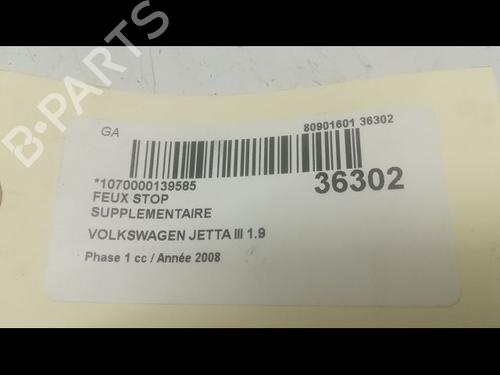 B-PARTS
GA
80901601 36302
*1070000139585
36302
FEUX STOP
SUPPLEMENTAIRE
VOLKSWAGEN JETTA III 1.9
Phase 1 cc / Année 2008